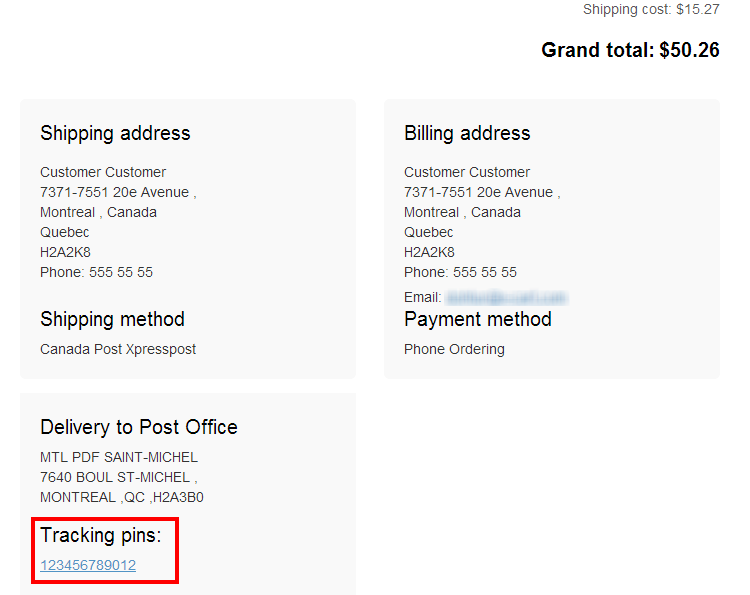 Shipping cost: $15.27
Grand total: $50.26
Shipping address
Customer Customer
7371-7551 20e Avenue ,
Montreal , Canada
Quebec
H2A2K8
Phone: 555 55 55
Shipping method
Canada Post Xpresspost
Billing address
Customer Customer
7371-7551 20e Avenue ,
Montreal , Canada
Quebec
H2A2K8
Phone: 555 55 55
Email:
Payment method
Phone Ordering
Delivery to Post Office
MTL PDF SAINT-MICHEL
7640 BOUL ST-MICHEL ,
MONTREAL ,QC ,H2A3B0
Tracking pins:
123456789012